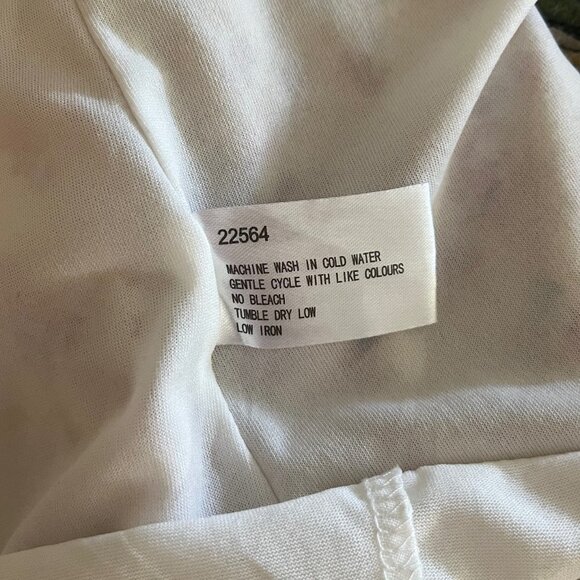 22564
MACHINE WASH IN COLD WATER
GENTLE CYCLE WITH LIKE COLOURS
NO BLEACH
TUMBLE DRY LOW
LOW IRON